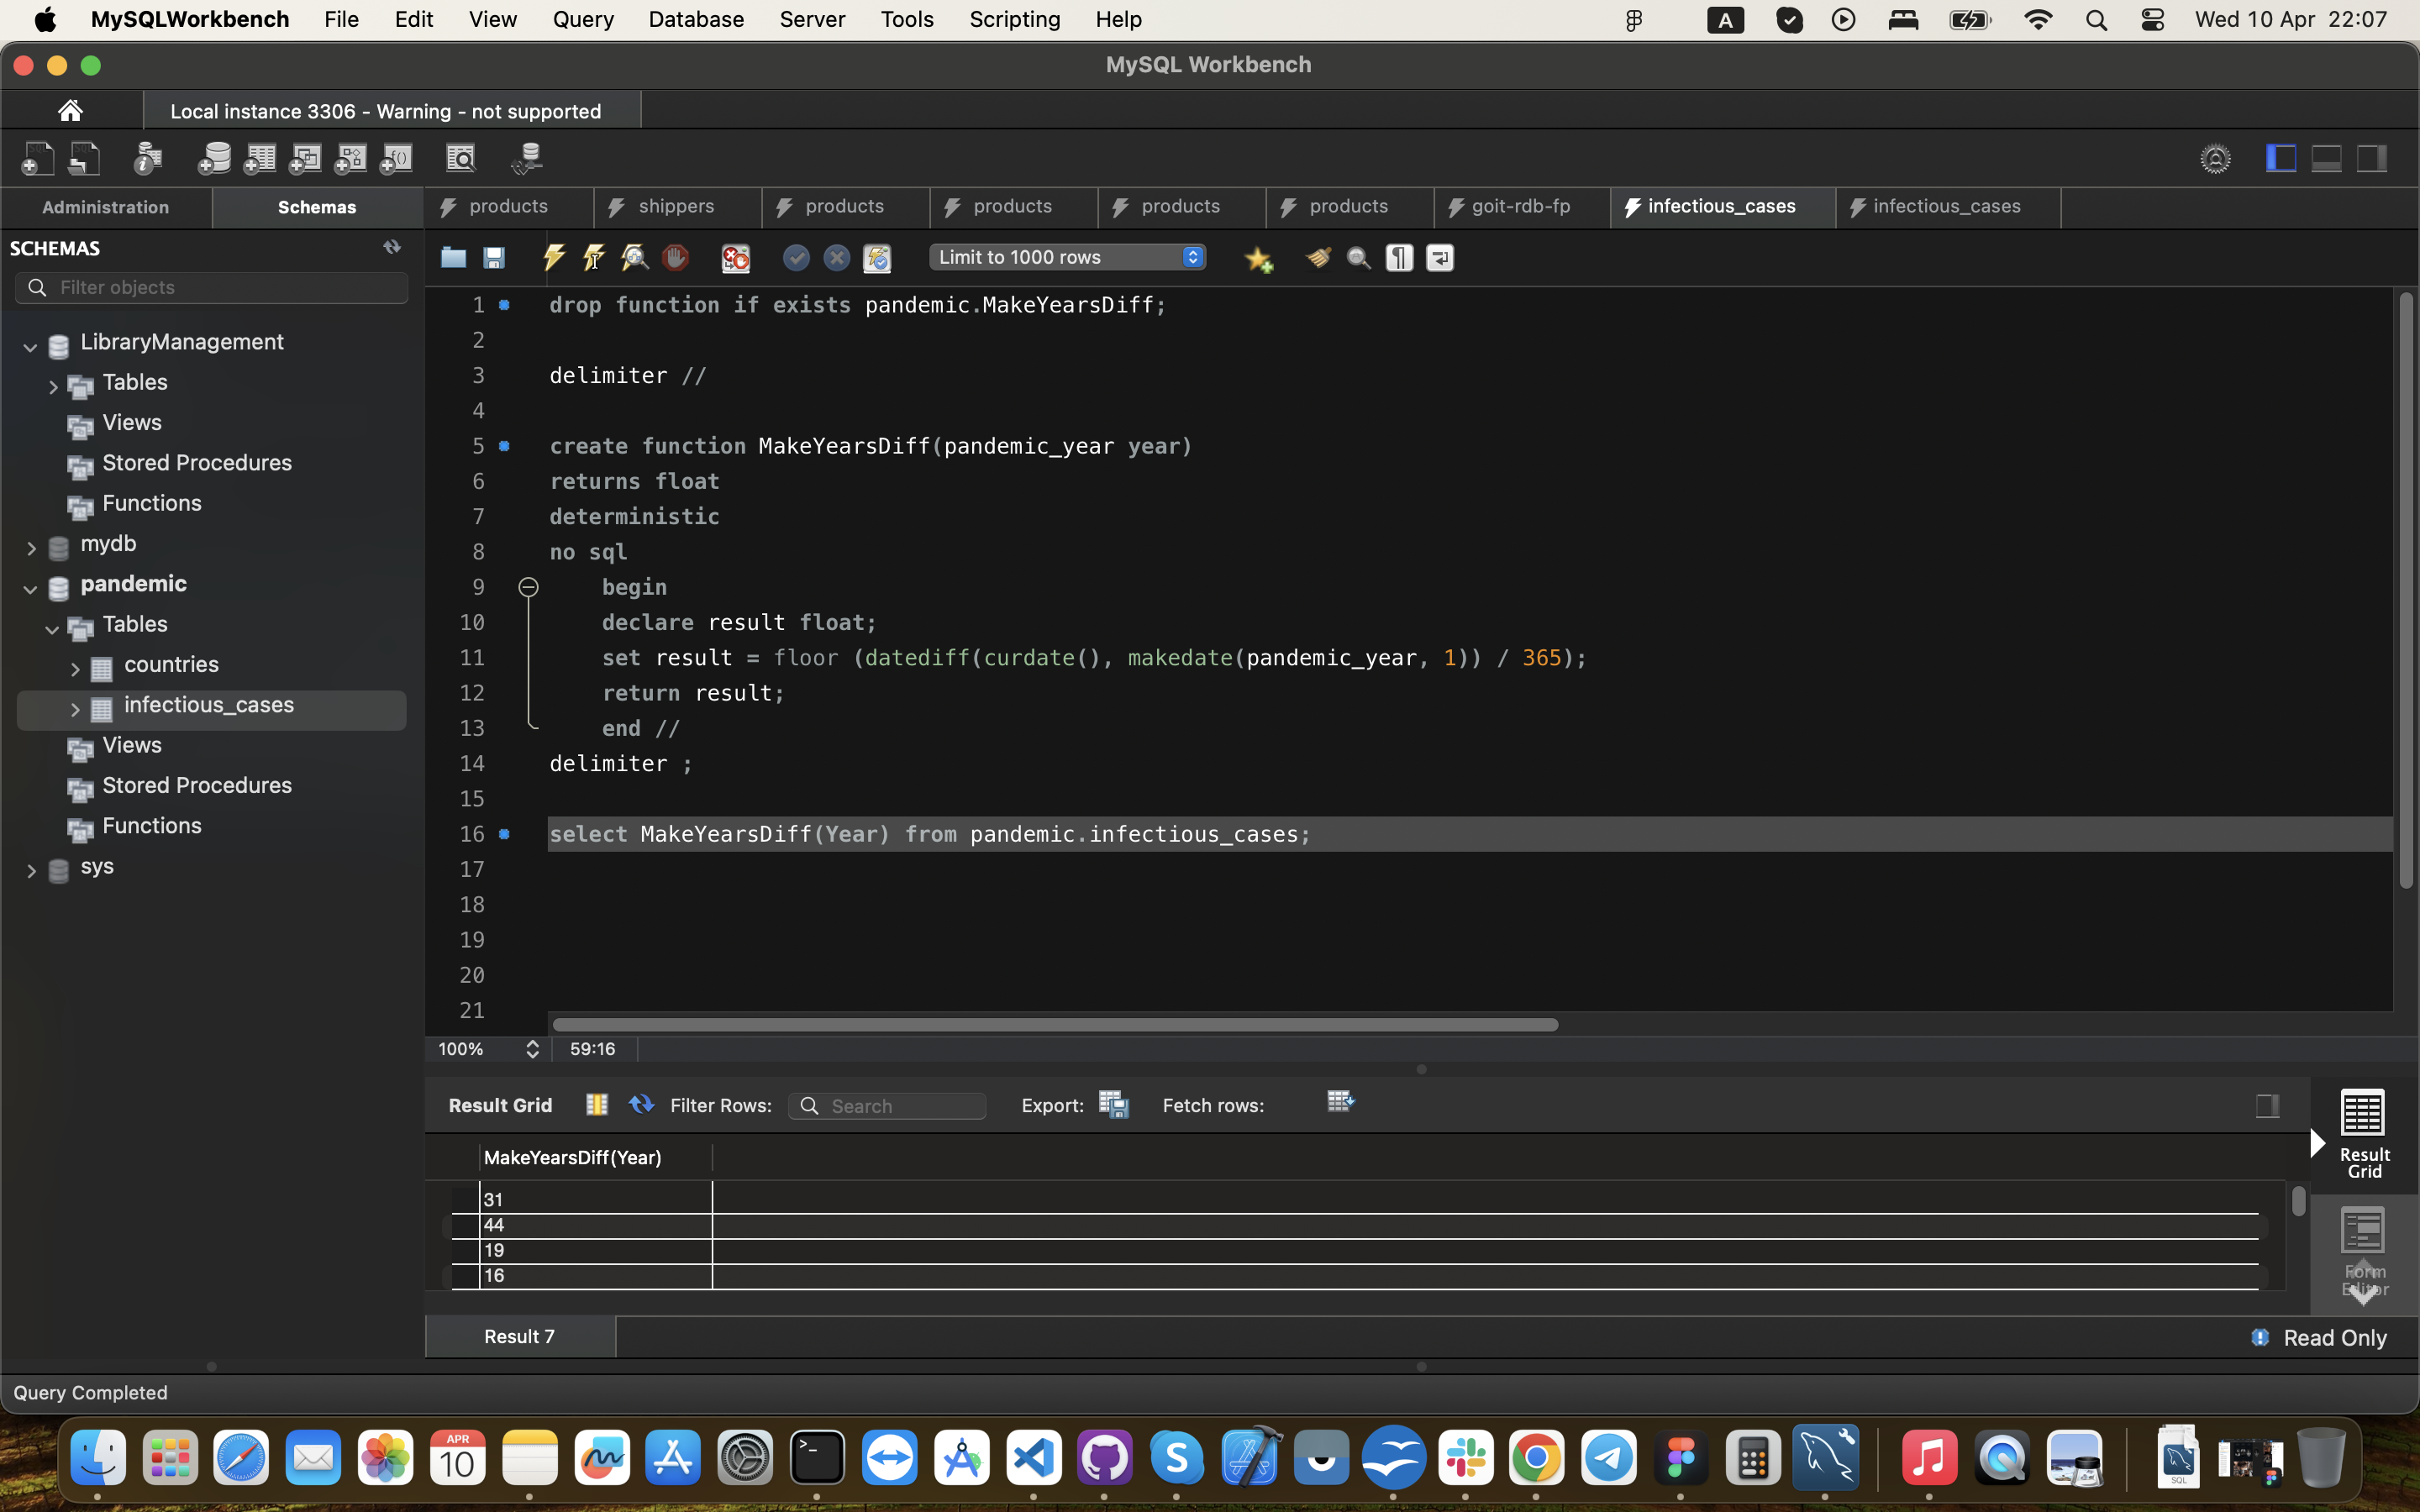 MySQLWorkbench File Edit View Query Database Server Tools Scripting Help A Wed 10 Apr 22:07
MySQL Workbench
Local instance 3306 - Warning - not supported
Administration Schemas products shippers products products products products goit-rdb-fp infectious_cases infectious_cases
SCHEMAS
Filter objects
Limit to 1000 rows
LibraryManagement
Tables
Views
Stored Procedures
Functions
mydb
pandemic
Tables
countries
infectious_cases
Views
Stored Procedures
Functions
sys
1 drop function if exists pandemic.MakeYearsDiff;
2
3 delimiter //
4
5 create function MakeYearsDiff(pandemic_year year)
6 returns float
7 deterministic
8 no sql
9 begin
10 declare result float;
11 set result = floor (datediff(curdate(), makedate(pandemic_year, 1)) / 365);
12 return result;
13 end //
14 delimiter ;
15
16 select MakeYearsDiff(Year) from pandemic.infectious_cases;
17
18
19
20
21
100% 59:16
Result Grid Filter Rows: Search Export: Fetch rows:
MakeYearsDiff(Year)
31
44
19
16
Result
Grid
Form
Editor
Result 7 Read Only
Query Completed
APR
10
SQL